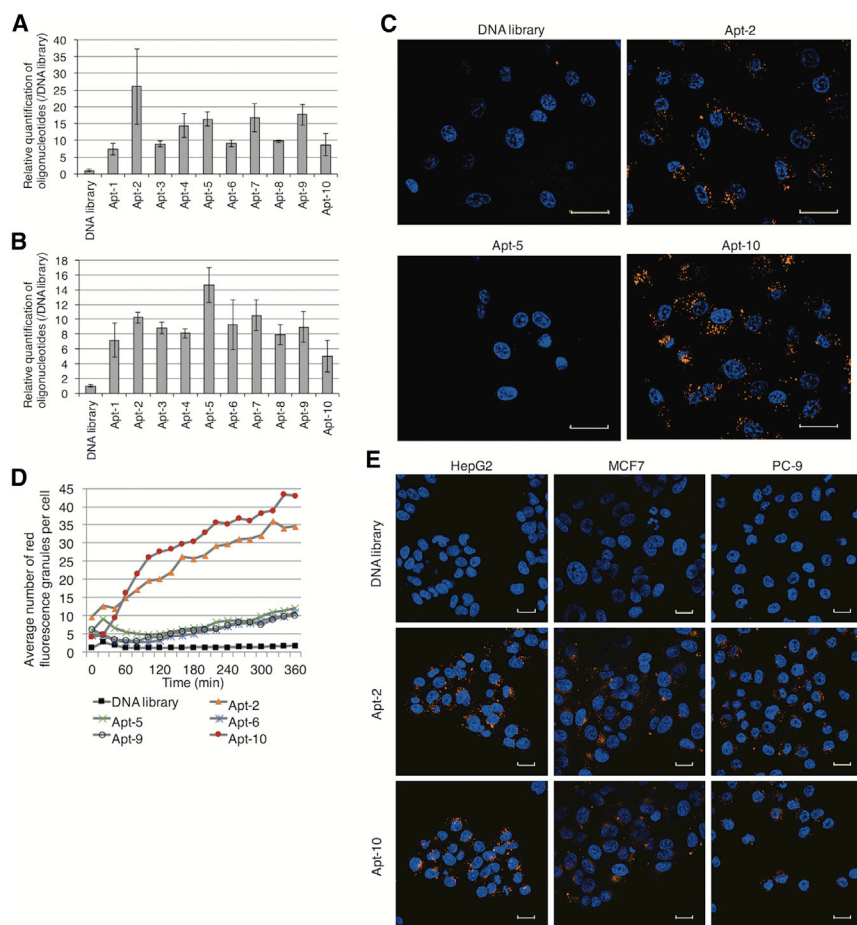 A
Relative quantification of
oligonucleotides (/DNA library)
40
35
30
25
20
15
10
5
0
DNA library
Apt-1
Apt-2
Apt-3
Apt-4
Apt-5
Apt-6
Apt-7
Apt-8
Apt-9
Apt-10
B
Relative quantification of
oligonucleotides (/DNA library)
18
16
14
12
10
8
6
4
2
0
DNA library
Apt-1
Apt-2
Apt-3
Apt-4
Apt-5
Apt-6
Apt-7
Apt-8
Apt-9
Apt-10
C
DNA library
Apt-2
Apt-5
Apt-10
D
Average number of red
fluorescence granules per cell
45
40
35
30
25
20
15
10
5
0
0 60 120 180 240 300 360
Time (min)
DNA library
Apt-2
Apt-5
Apt-6
Apt-9
Apt-10
E
HepG2
MCF7
PC-9
DNA library
Apt-2
Apt-10